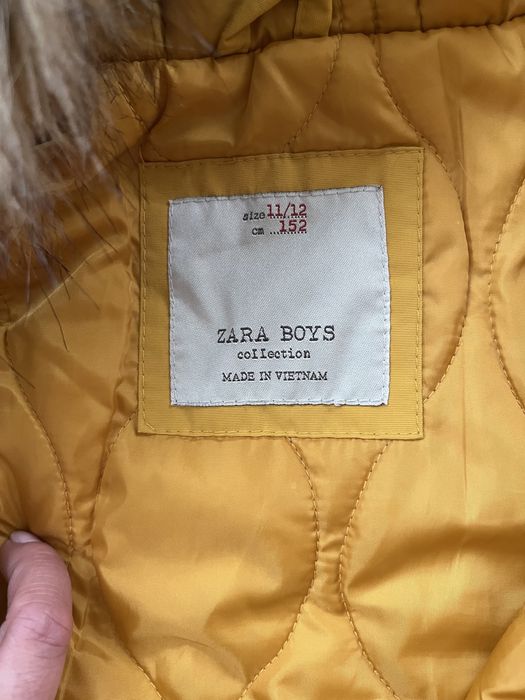 size 11/12
cm ....152
ZARA BOYS
collection
MADE IN VIETNAM